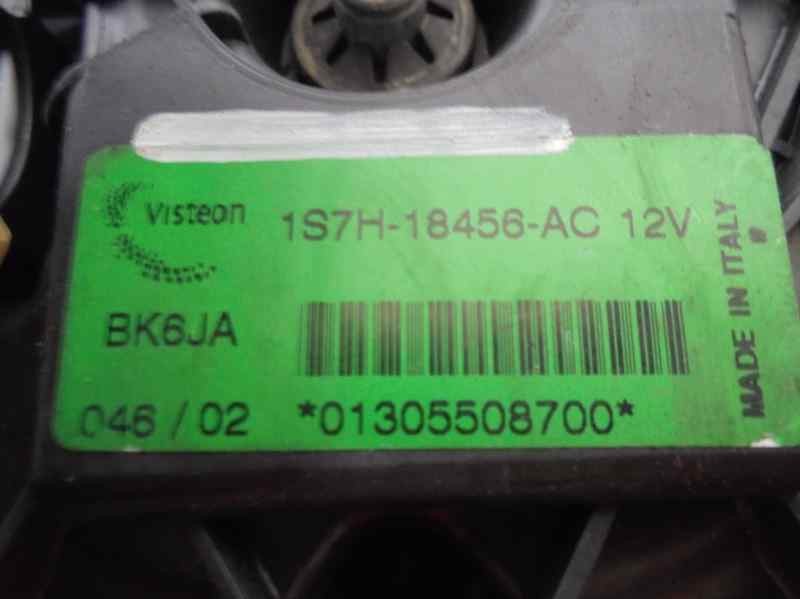 Visteon
1S7H-18456-AC 12V
BK6JA
046 / 02
*01305508700*
MADE IN ITALY